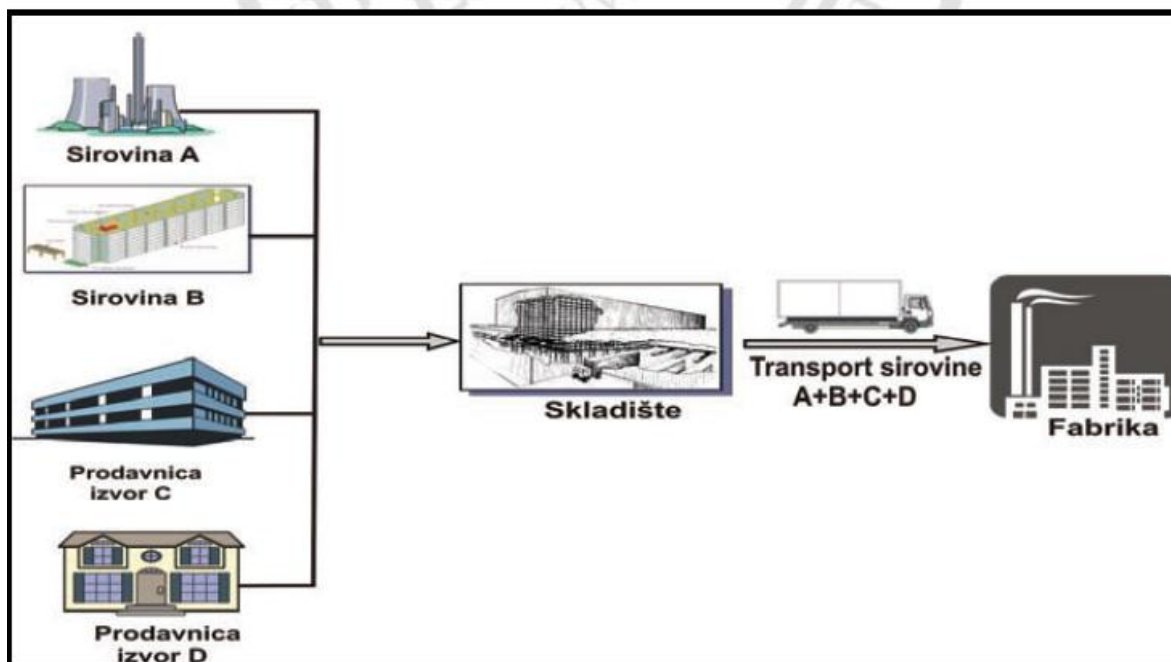 Sirovina A
Sirovina B
Prodavnica
izvor C
Prodavnica
izvor D
Skladište
Transport sirovine
A+B+C+D
Fabrika